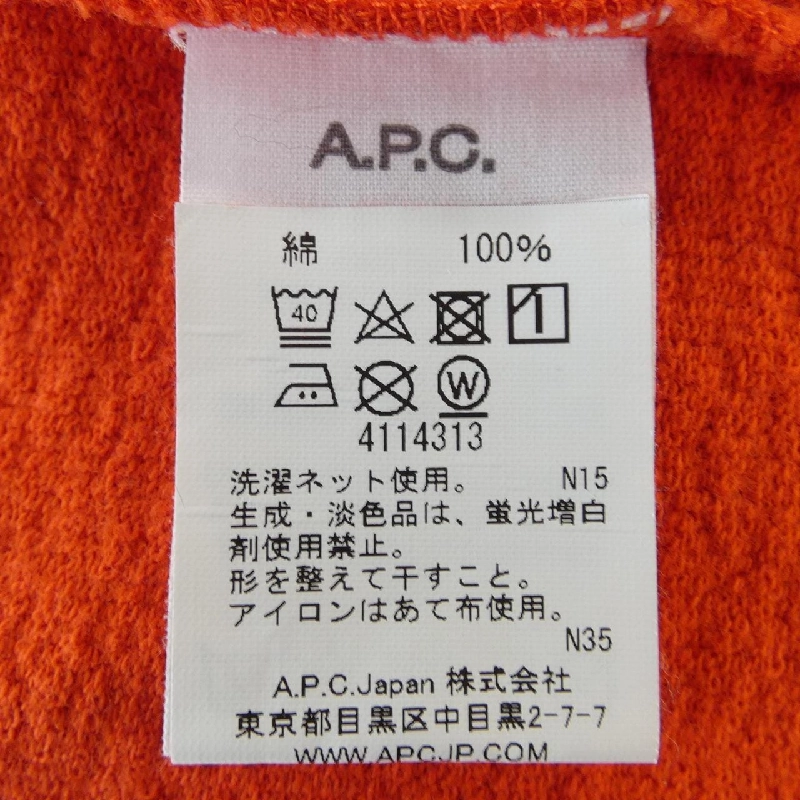 A.P.C.
綿 100%
40
4114313
W
洗濯ネット使用。 N15
生成・淡色品は、蛍光増白
剤使用禁止。
形を整えて干すこと。
アイロンはあて布使用。
N35
A.P.C.Japan 株式会社
東京都目黒区中目黒2-7-7
WWW.APCJP.COM